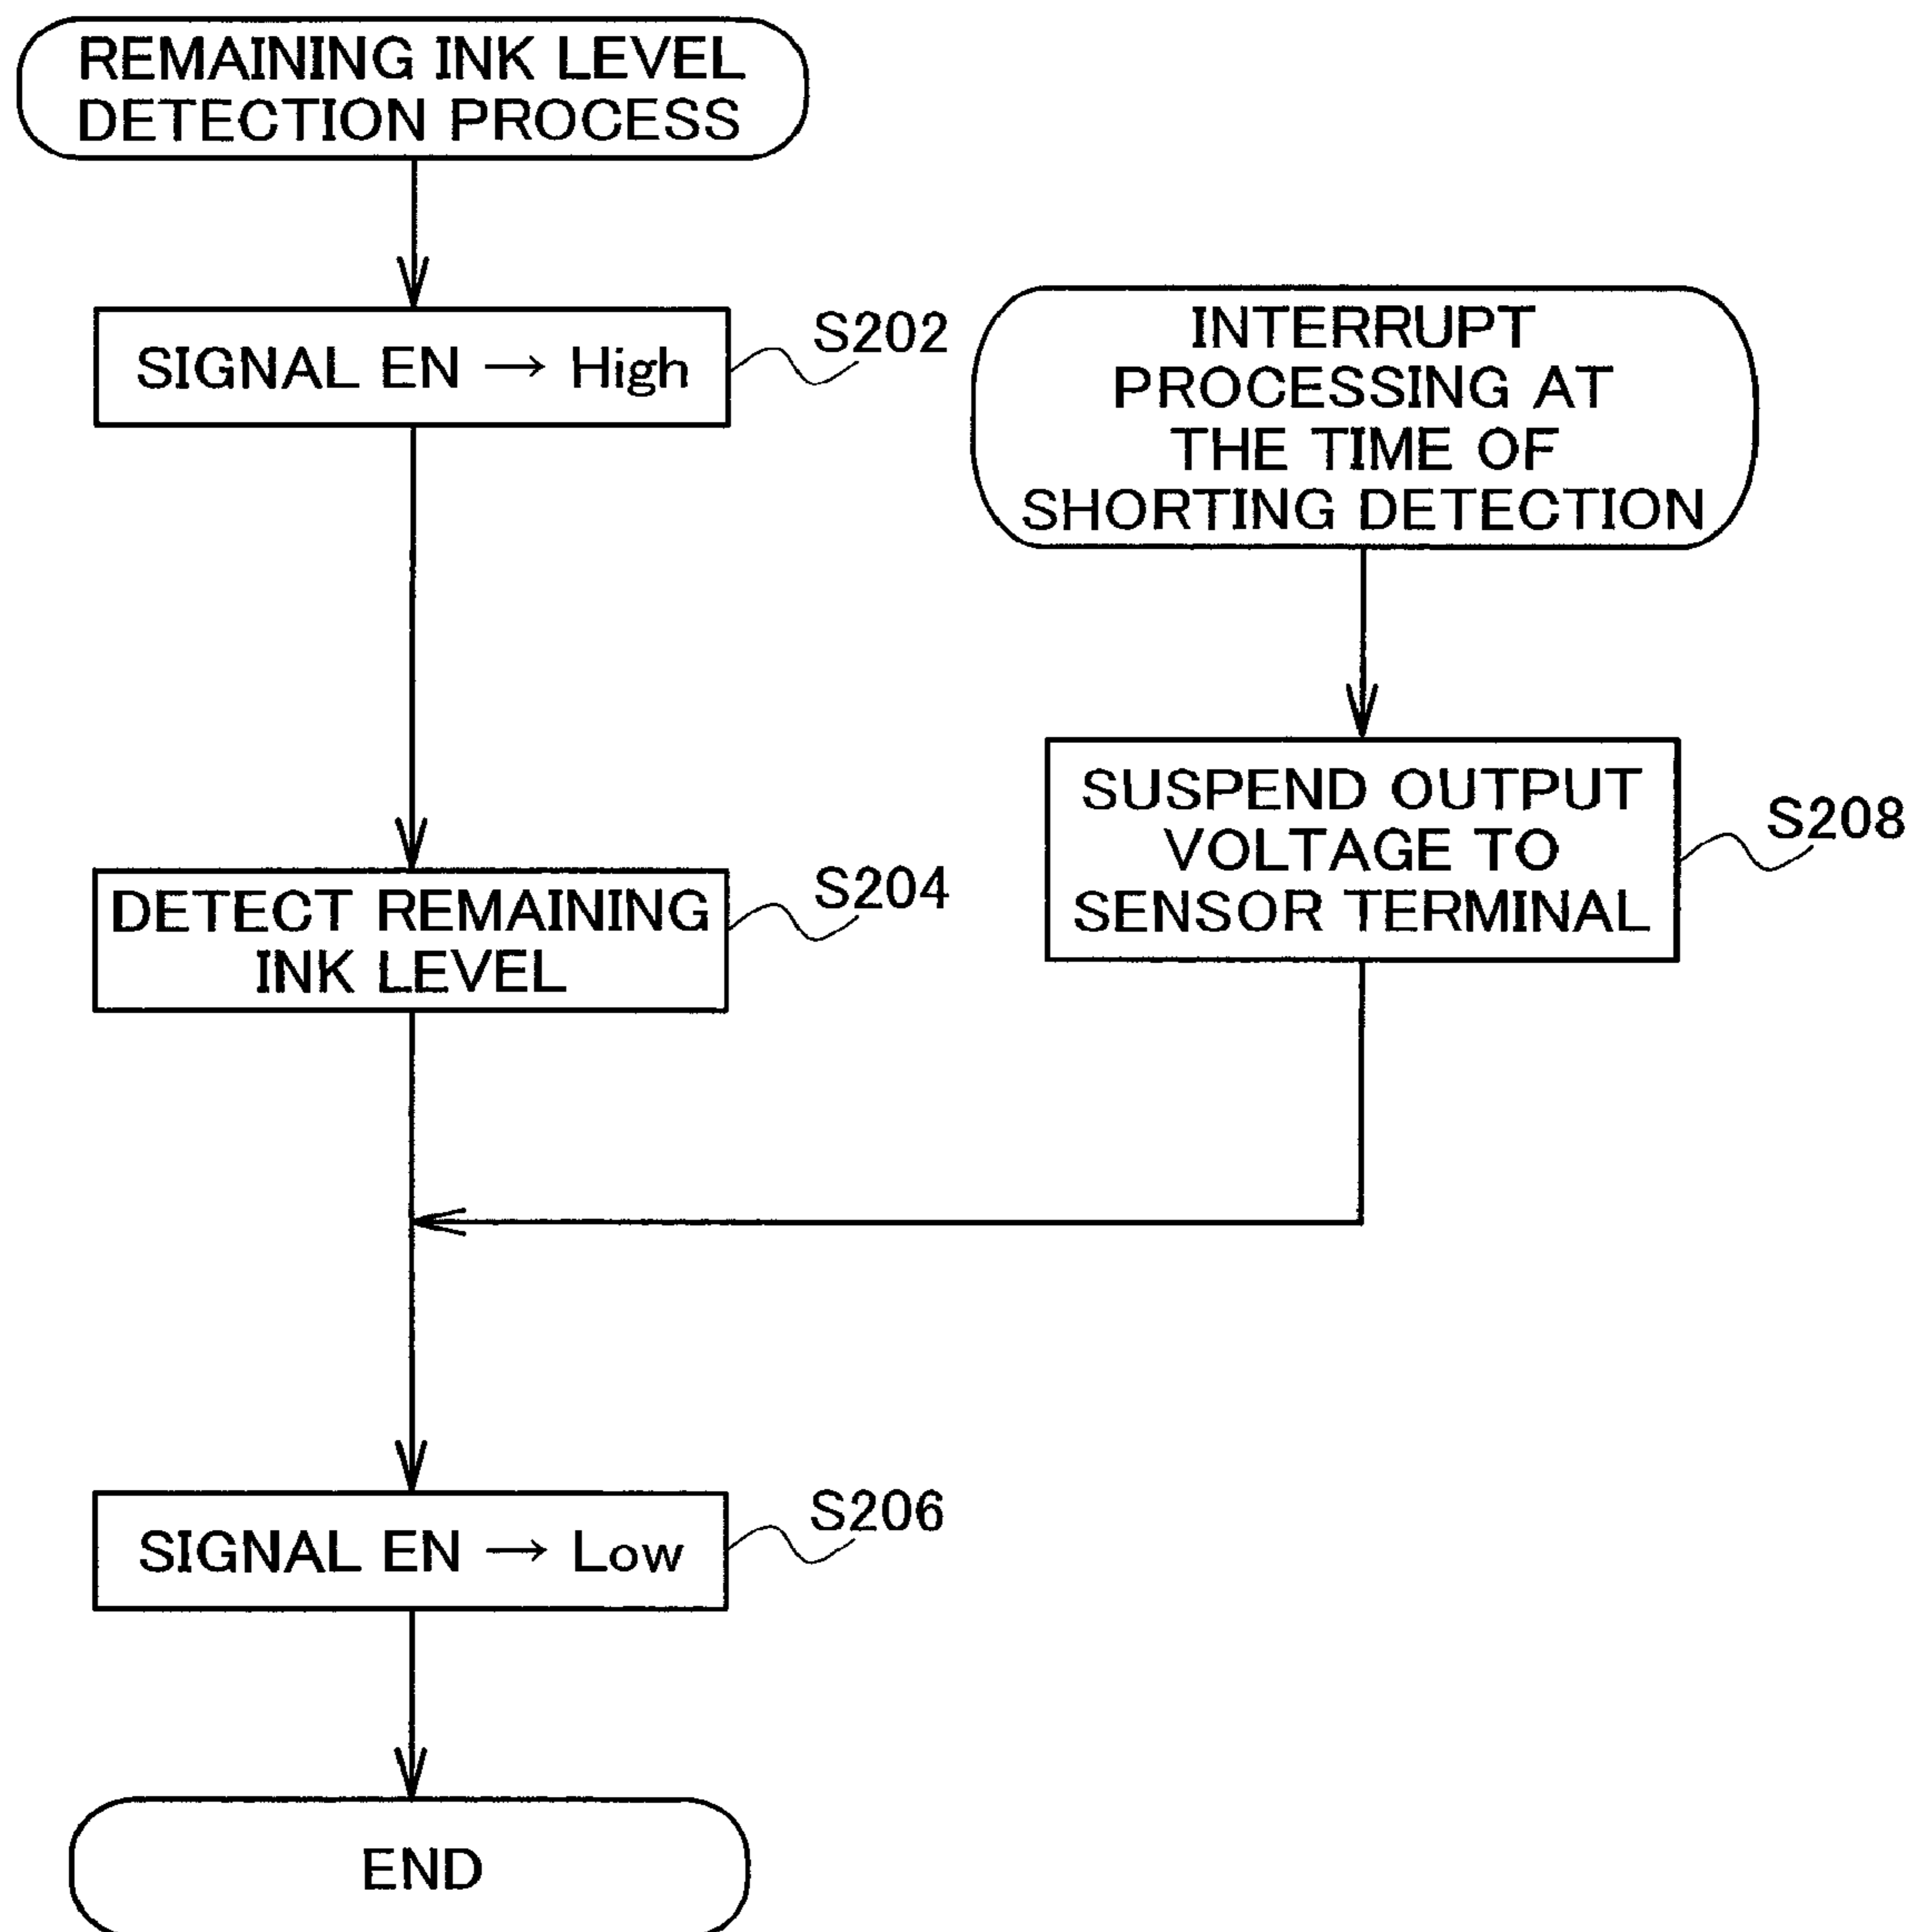 REMAINING INK LEVEL
DETECTION PROCESS
SIGNAL EN → High
S202
INTERRUPT
PROCESSING AT
THE TIME OF
SHORTING DETECTION
SUSPEND OUTPUT
VOLTAGE TO
SENSOR TERMINAL
S208
DETECT REMAINING
INK LEVEL
S204
SIGNAL EN → Low
S206
END